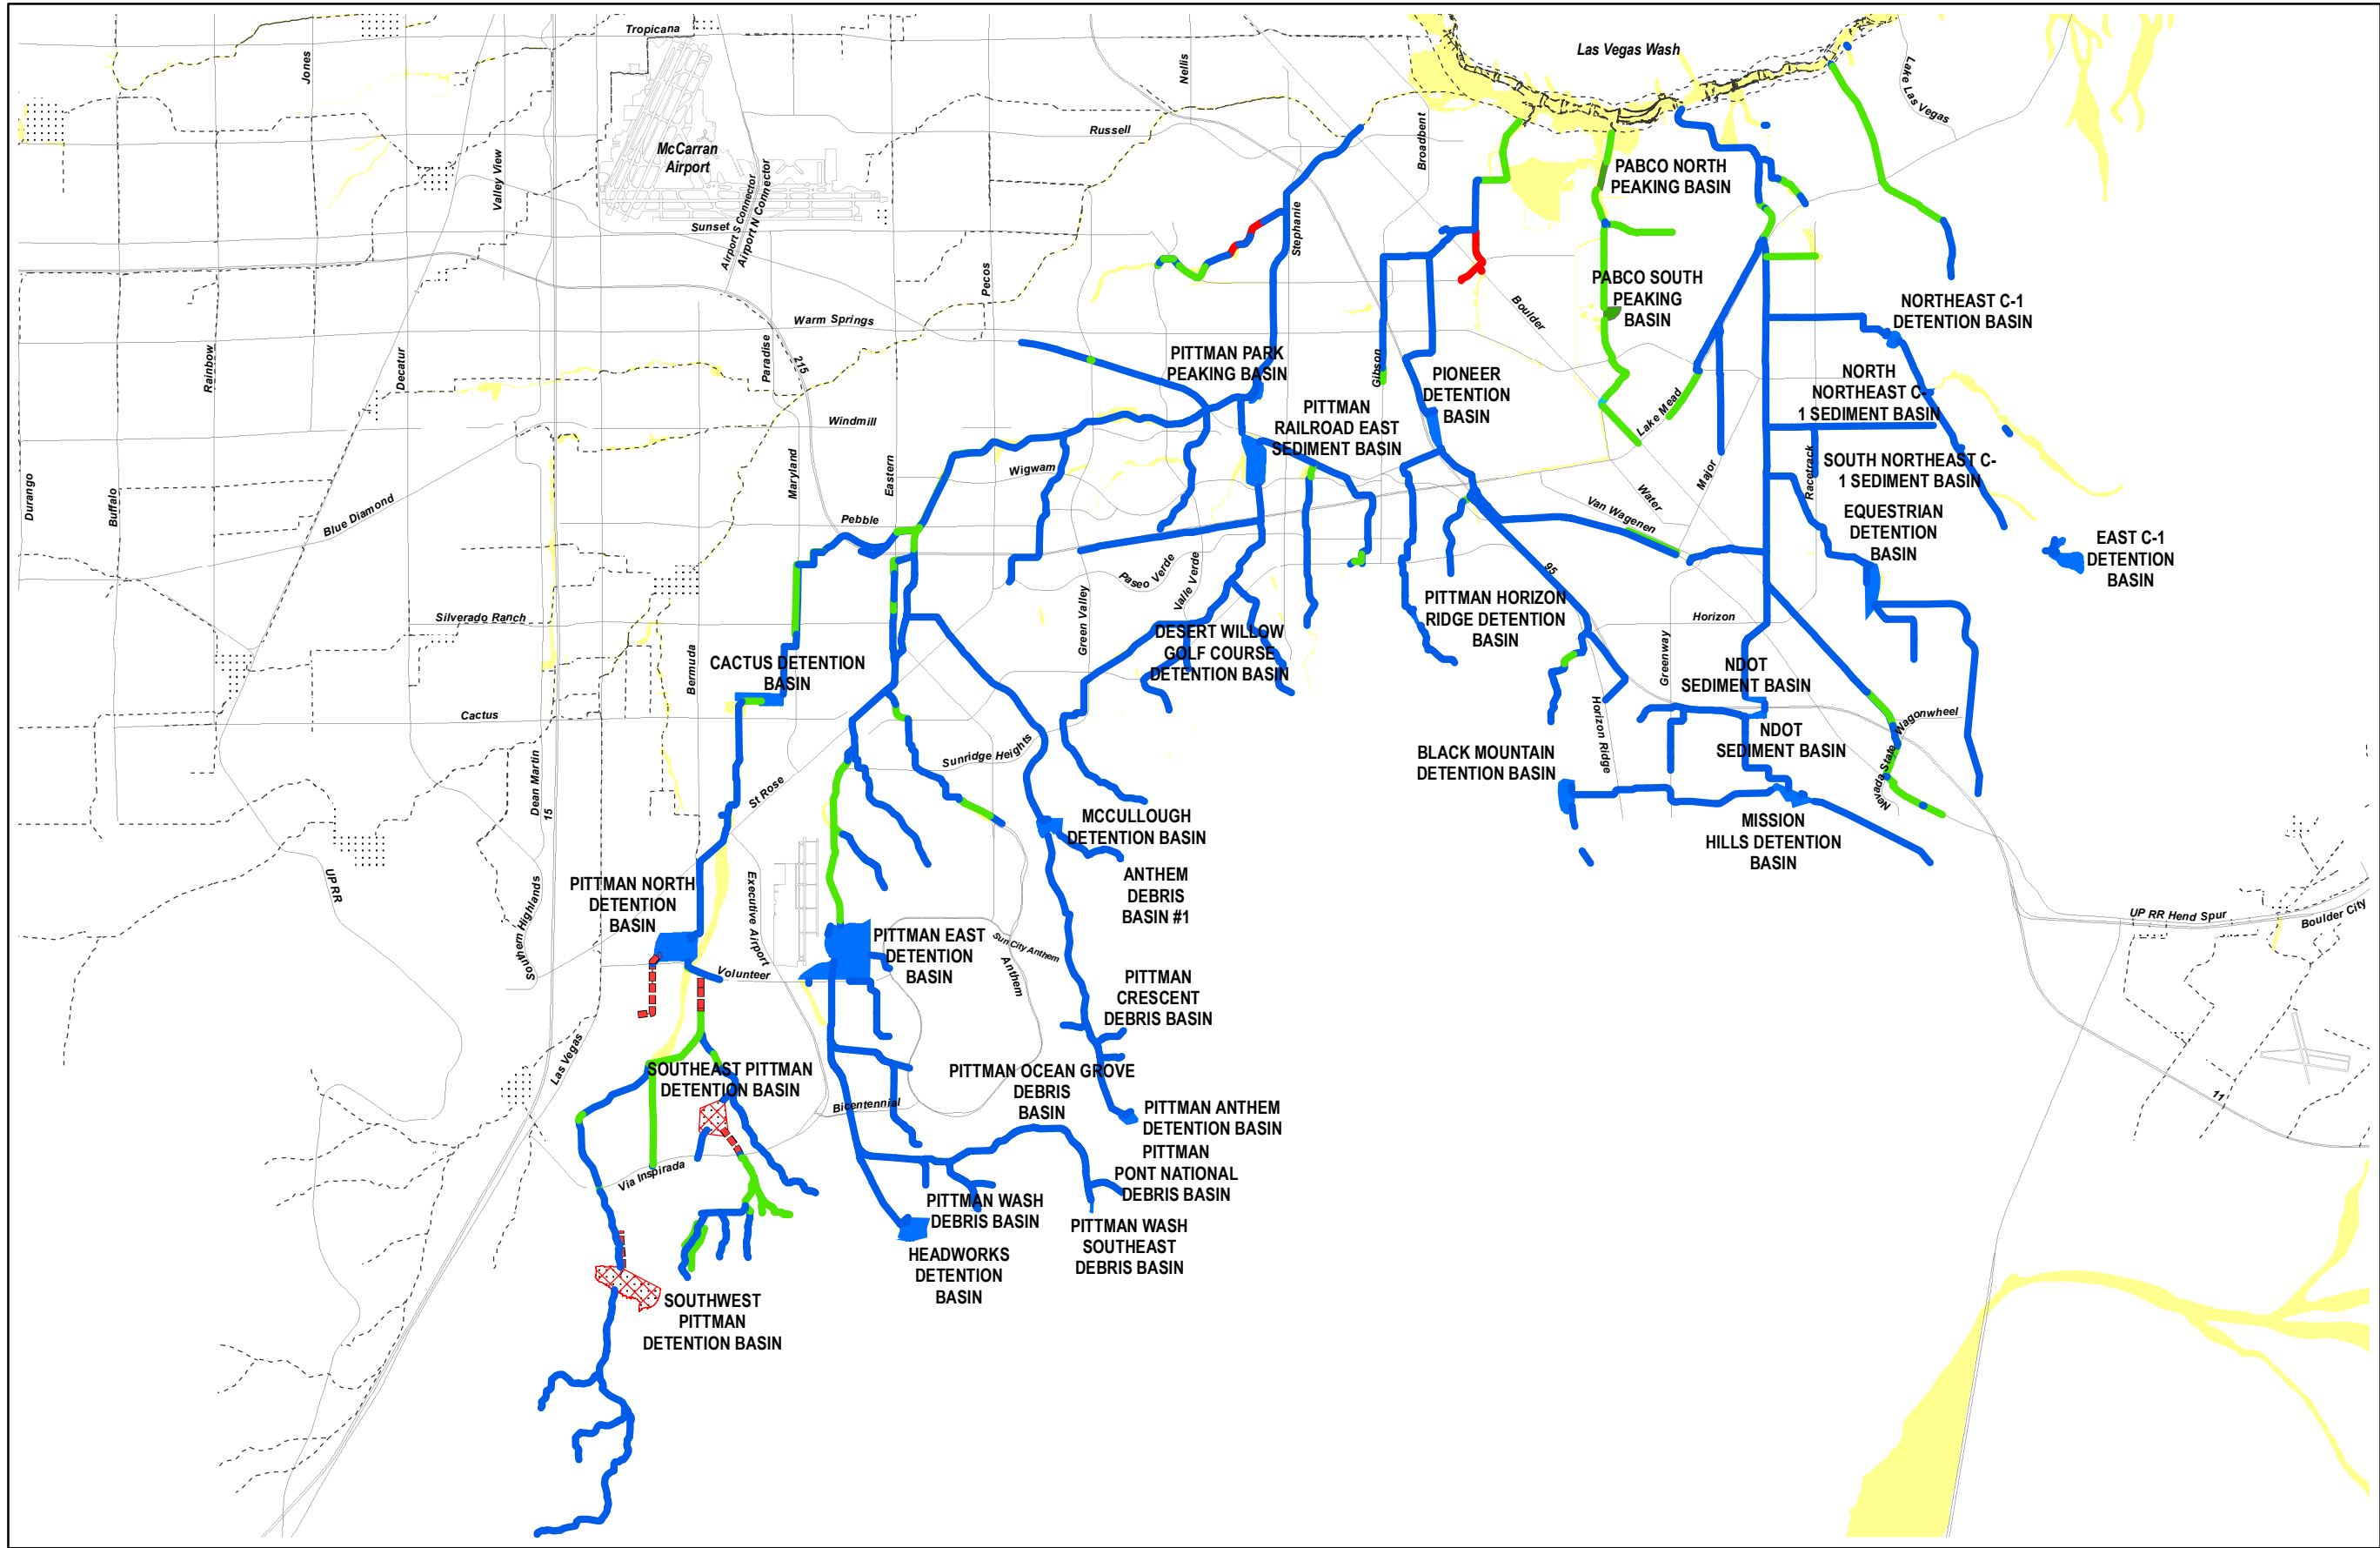 Tropicana
Las Vegas Wash
Jones
Nellis
Lake Las Vegas
Russell
Broadbent
McCarran
Airport
Valley View
Airport S Connector
Airport N Connector
PABCO NORTH
PEAKING BASIN
Sunset
Stephanie
Pecos
PABCO SOUTH
PEAKING
BASIN
Boulder
NORTHEAST C-1
DETENTION BASIN
Warm Springs
Rainbow
Decatur
Paradise
215
PITTMAN PARK
PEAKING BASIN
Gibson
PIONEER
DETENTION
BASIN
NORTH
NORTHEAST C-
1 SEDIMENT BASIN
PITTMAN
RAILROAD EAST
SEDIMENT BASIN
Lake Mead
Windmill
Durango
Buffalo
Blue Diamond
Maryland
Eastern
Wigwam
Pebble
Major
Water
Racetrack
SOUTH NORTHEAST C-
1 SEDIMENT BASIN
Van Wagenen
EQUESTRIAN
DETENTION
BASIN
EAST C-1
DETENTION
BASIN
Paseo Verde
Valle Verde
Green Valley
95
PITTMAN HORIZON
RIDGE DETENTION
BASIN
Horizon
Silverado Ranch
DESERT WILLOW
GOLF COURSE
DETENTION BASIN
Greenway
Bermuda
CACTUS DETENTION
BASIN
NDOT
SEDIMENT BASIN
Cactus
Horizon Ridge
Wagonwheel
NDOT
SEDIMENT BASIN
Sunridge Heights
BLACK MOUNTAIN
DETENTION BASIN
Nevada State
Dean Martin
15
St Rose
MCCULLOUGH
DETENTION BASIN
MISSION
HILLS DETENTION
BASIN
UP RR
Southern Highlands
PITTMAN NORTH
DETENTION
BASIN
Executive Airport
ANTHEM
DEBRIS
BASIN #1
UP RR Hend Spur
Boulder City
PITTMAN EAST
DETENTION
BASIN
Sun City Anthem
Anthem
Volunteer
PITTMAN
CRESCENT
DEBRIS BASIN
Las Vegas
SOUTHEAST PITTMAN
DETENTION BASIN
PITTMAN OCEAN GROVE
DEBRIS
BASIN
Bicentennial
PITTMAN ANTHEM
DETENTION BASIN
11
PITTMAN
PONT NATIONAL
DEBRIS BASIN
Via Inspirada
PITTMAN WASH
DEBRIS BASIN
PITTMAN WASH
SOUTHEAST
DEBRIS BASIN
HEADWORKS
DETENTION
BASIN
SOUTHWEST
PITTMAN
DETENTION BASIN